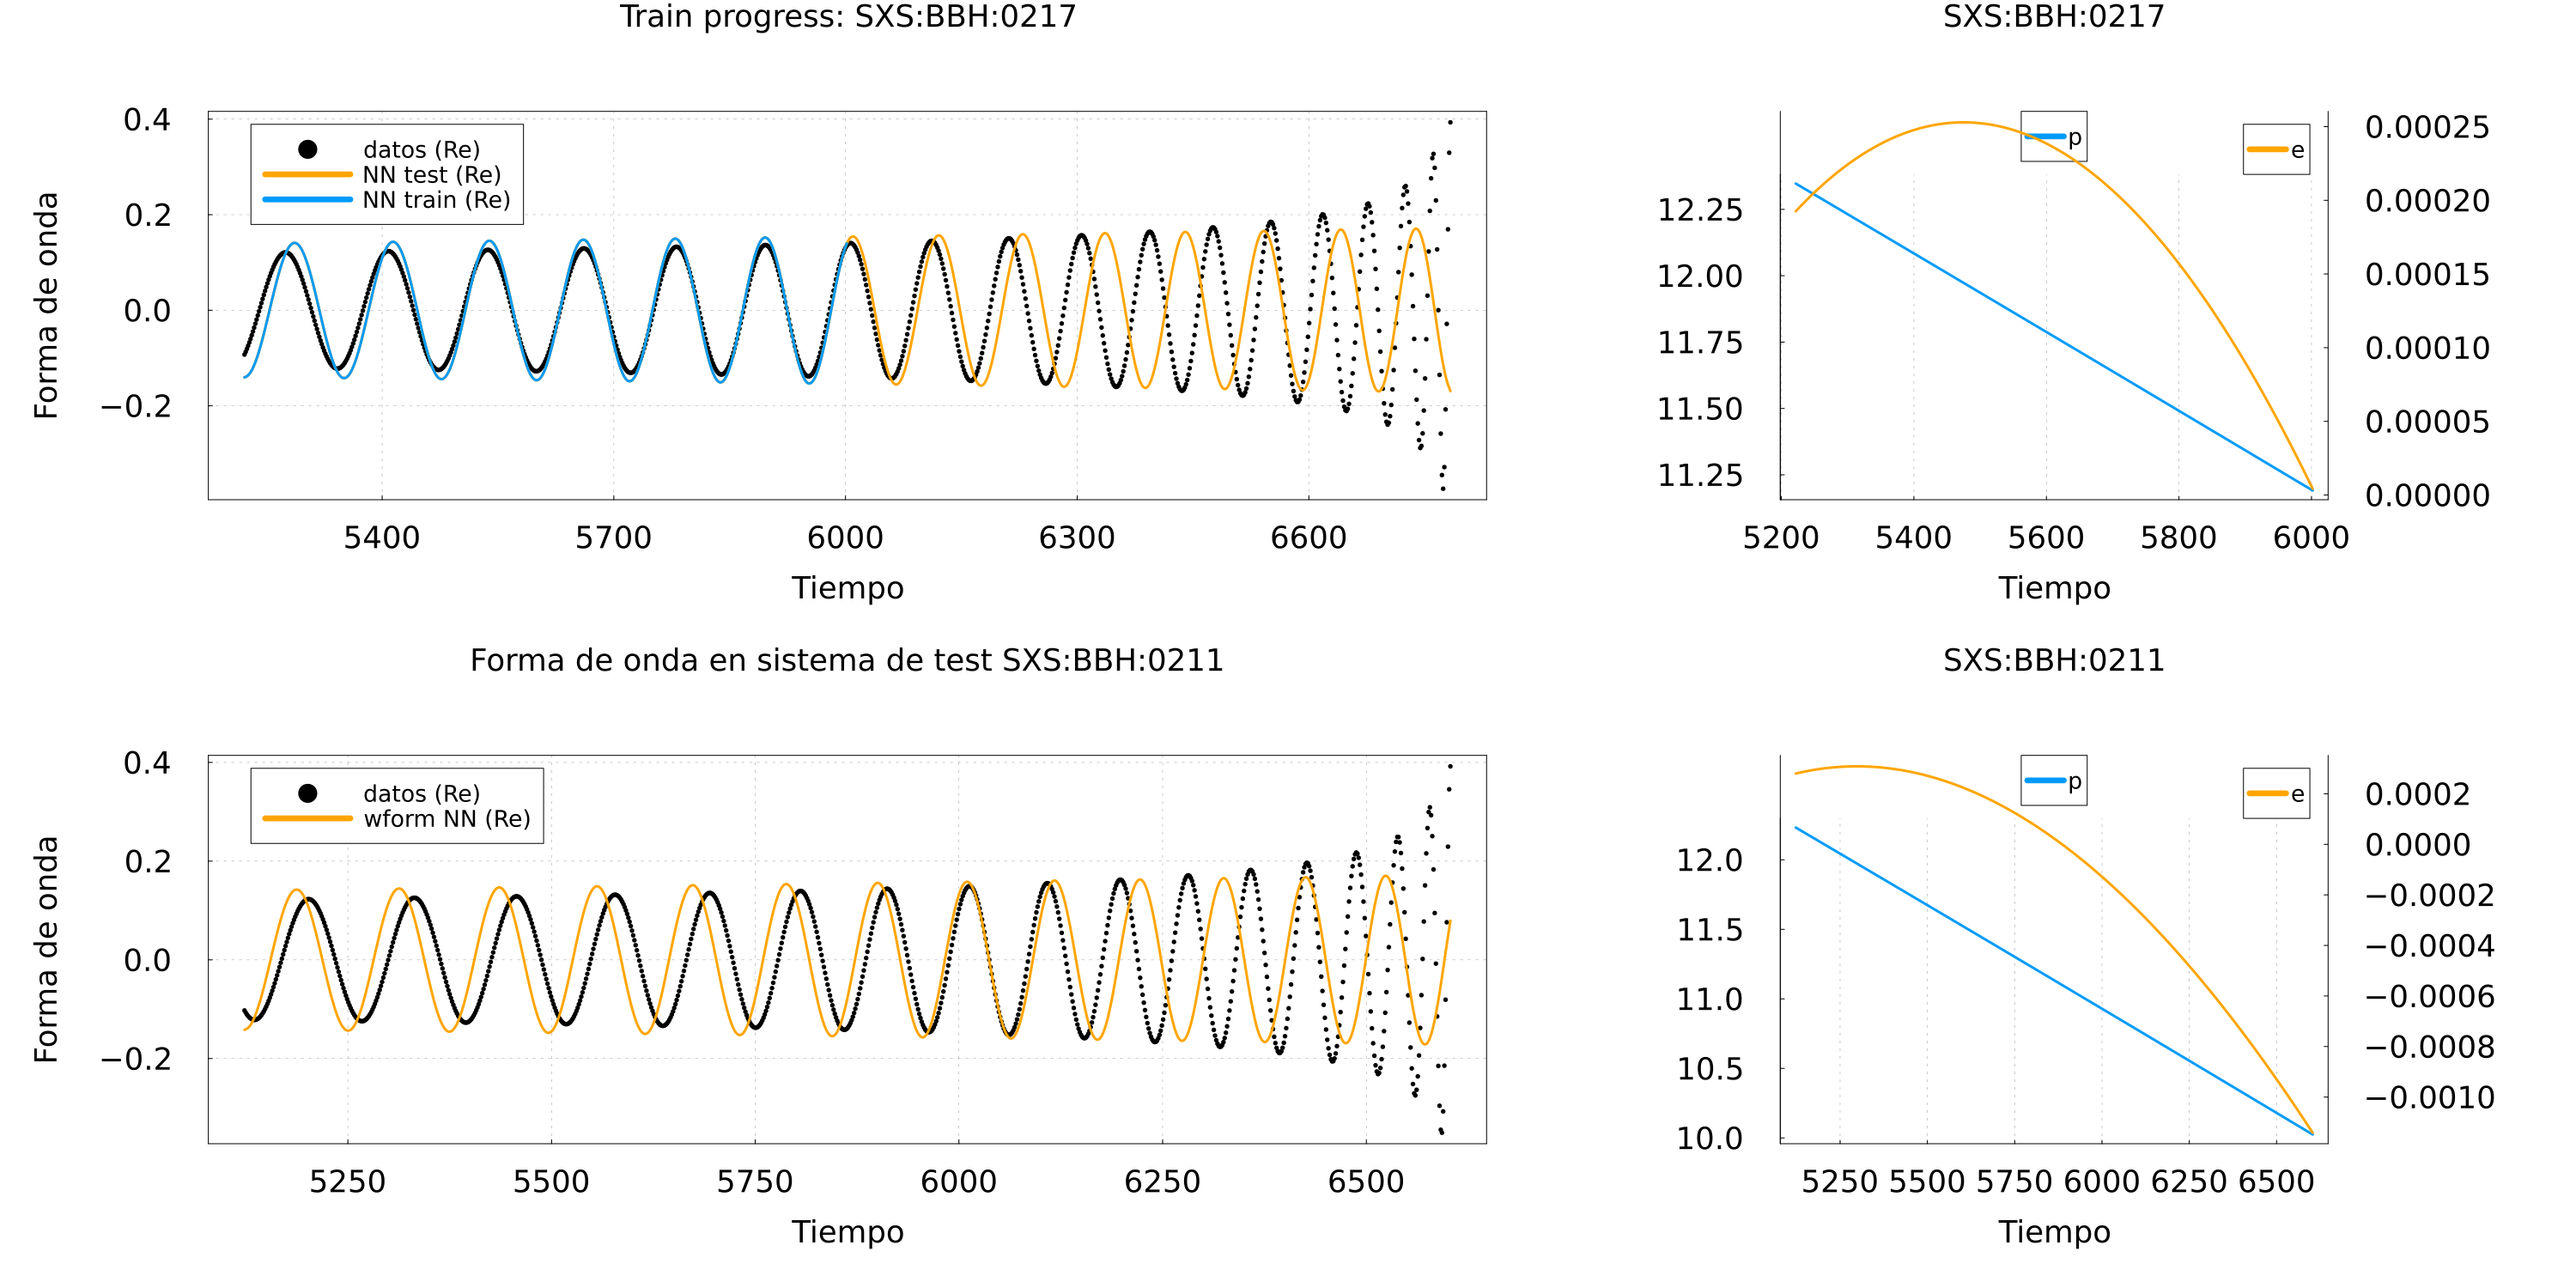 Train progress: SXS:BBH:0217
0.4
0.2
0.0
−0.2
Forma de onda
datos (Re)
NN test (Re)
NN train (Re)
5400 5700 6000 6300 6600
Tiempo
SXS:BBH:0217
12.25
12.00
11.75
11.50
11.25
p
e
0.00025
0.00020
0.00015
0.00010
0.00005
0.00000
5200 5400 5600 5800 6000
Tiempo
Forma de onda en sistema de test SXS:BBH:0211
0.4
0.2
0.0
−0.2
Forma de onda
datos (Re)
wform NN (Re)
5250 5500 5750 6000 6250 6500
Tiempo
SXS:BBH:0211
12.0
11.5
11.0
10.5
10.0
p
e
0.0002
0.0000
−0.0002
−0.0004
−0.0006
−0.0008
−0.0010
5250 5500 5750 6000 6250 6500
Tiempo